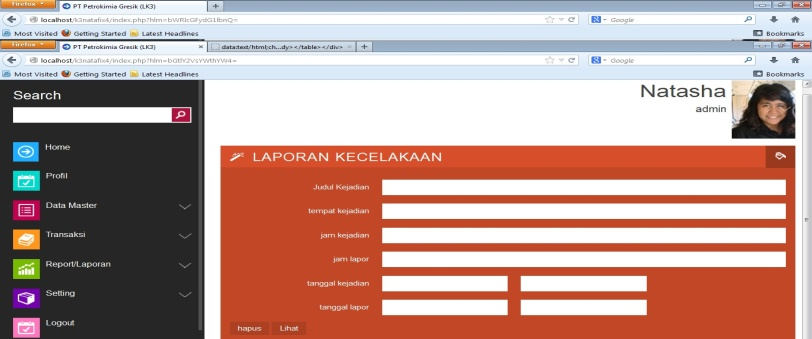 Firefox
PT Petrokimia Gresik (LK3)
localhost/k3natafix4/index.php?hlm=bWRlcGFydG1lbnQ=
Google
Most Visited Getting Started Latest Headlines Bookmarks
Firefox
PT Petrokimia Gresik (LK3) × data:text/html;ch...dy></table></div> × +
localhost/k3natafix4/index.php?hlm=bGtfY2VsYWthYW4=
Google
Most Visited Getting Started Latest Headlines Bookmarks
Search
Natasha
admin
Home
Profil
Data Master
Transaksi
Report/Laporan
Setting
Logout
LAPORAN KECELAKAAN
Judul Kejadian
tempat kejadian
jam kejadian
jam lapor
tanggal kejadian
tanggal lapor
hapus Lihat